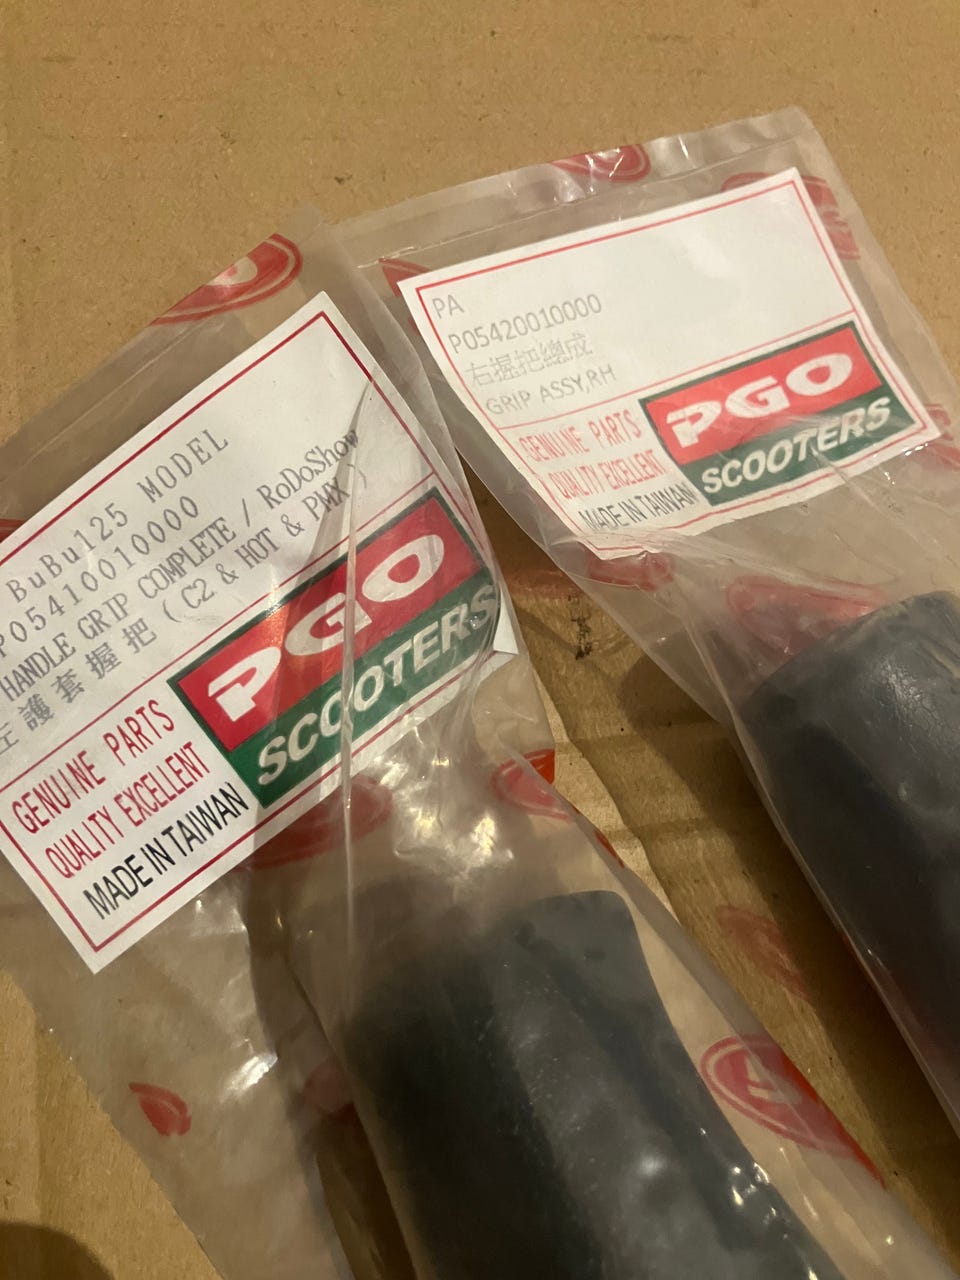 BuBu125 MODEL
P05410010000
HANDLE GRIP COMPLETE / RoDoShow
左護套握把 ( C2 & HOT & PMX )
GENUINE PARTS
QUALITY EXCELLENT
MADE IN TAIWAN
PGO
SCOOTERS
PA
P05420010000
右握把總成
GRIP ASSY,RH
GENUINE PARTS
QUALITY EXCELLENT
MADE IN TAIWAN
PGO
SCOOTERS